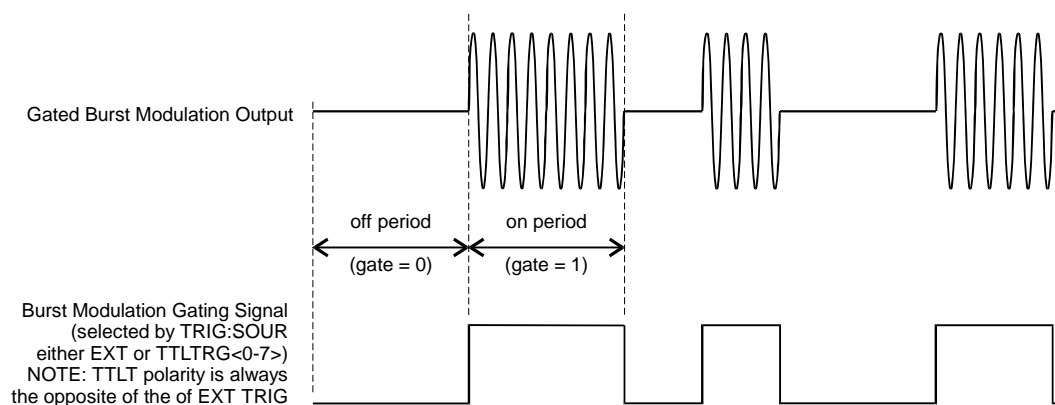 Gated Burst Modulation Output
off period
on period
(gate = 0)
(gate = 1)
Burst Modulation Gating Signal
(selected by TRIG:SOUR
either EXT or TTLTRG<0-7>)
NOTE: TTLT polarity is always
the opposite of the of EXT TRIG